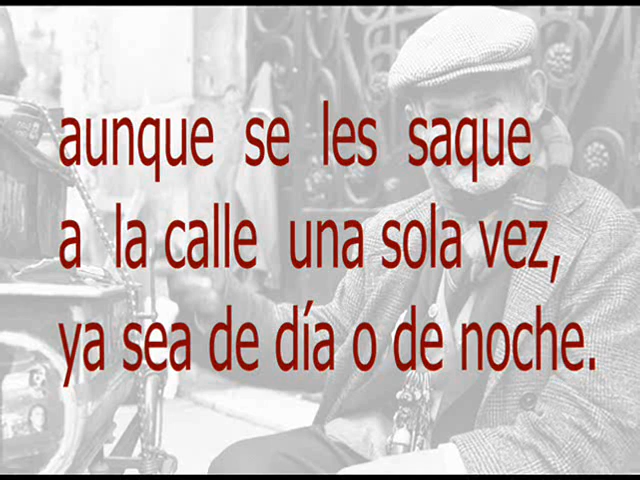 aunque se les saque
a la calle una sola vez,
ya sea de día o de noche.